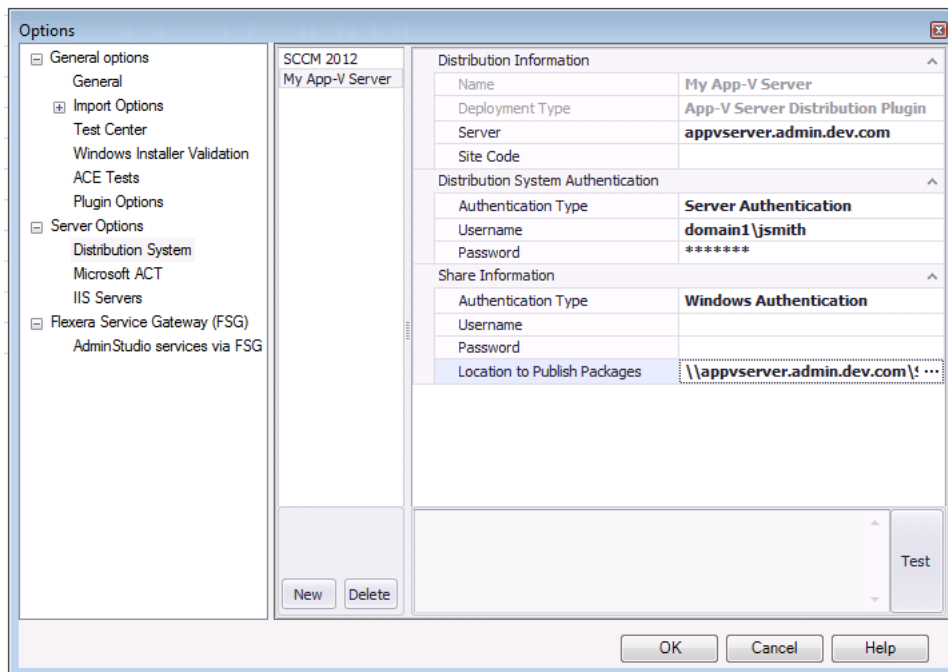 Options
General options
General
Import Options
Test Center
Windows Installer Validation
ACE Tests
Plugin Options
Server Options
Distribution System
Microsoft ACT
IIS Servers
Flexera Service Gateway (FSG)
AdminStudio services via FSG
SCCM 2012
My App-V Server
New Delete
Distribution Information
Name My App-V Server
Deployment Type App-V Server Distribution Plugin
Server appvserver.admin.dev.com
Site Code
Distribution System Authentication
Authentication Type Server Authentication
Username domain1\jsmith
Password *******
Share Information
Authentication Type Windows Authentication
Username
Password
Location to Publish Packages \\appvserver.admin.dev.com\ ...
Test
OK Cancel Help